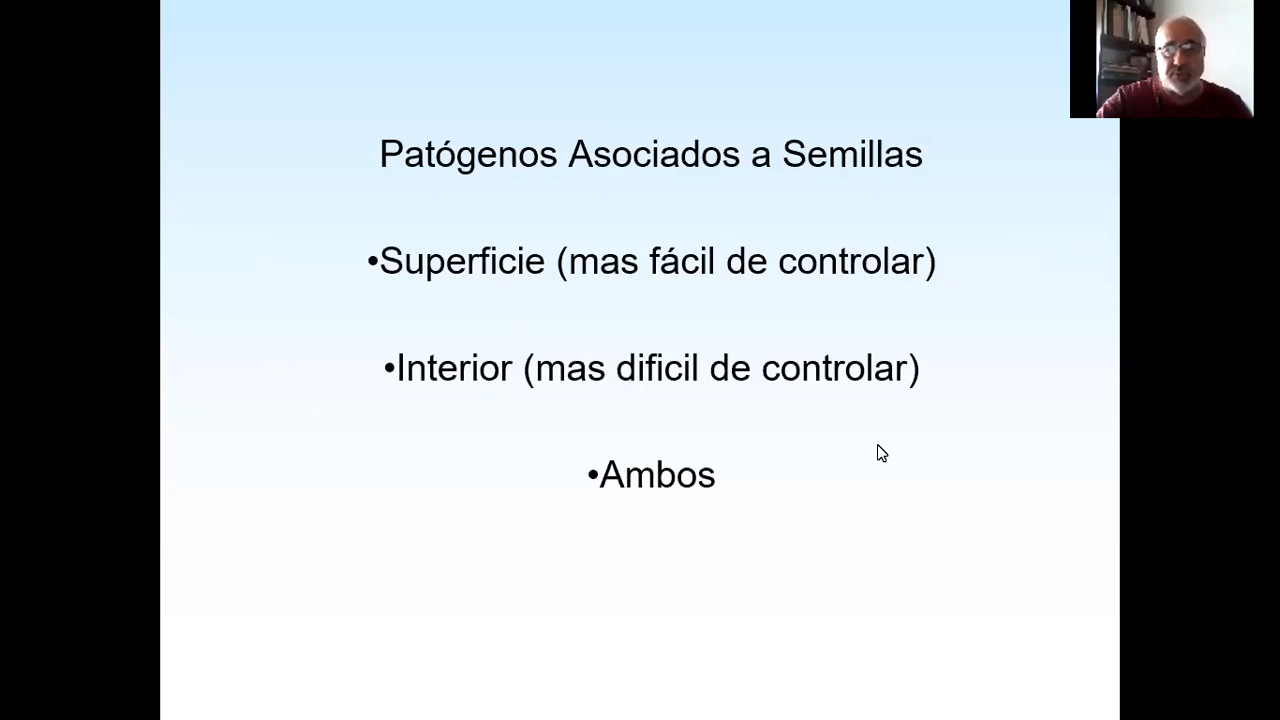 Patógenos Asociados a Semillas
•Superficie (mas fácil de controlar)
•Interior (mas dificil de controlar)
•Ambos